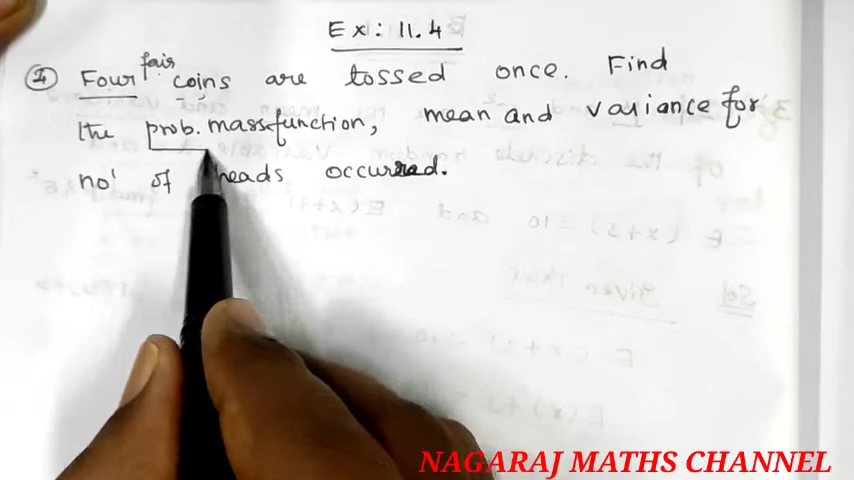 Ex: 11.4
④ Four fair coins are tossed once. Find
the prob. mass function, mean and variance for
no' of heads occurred.
NAGARAJ MATHS CHANNEL